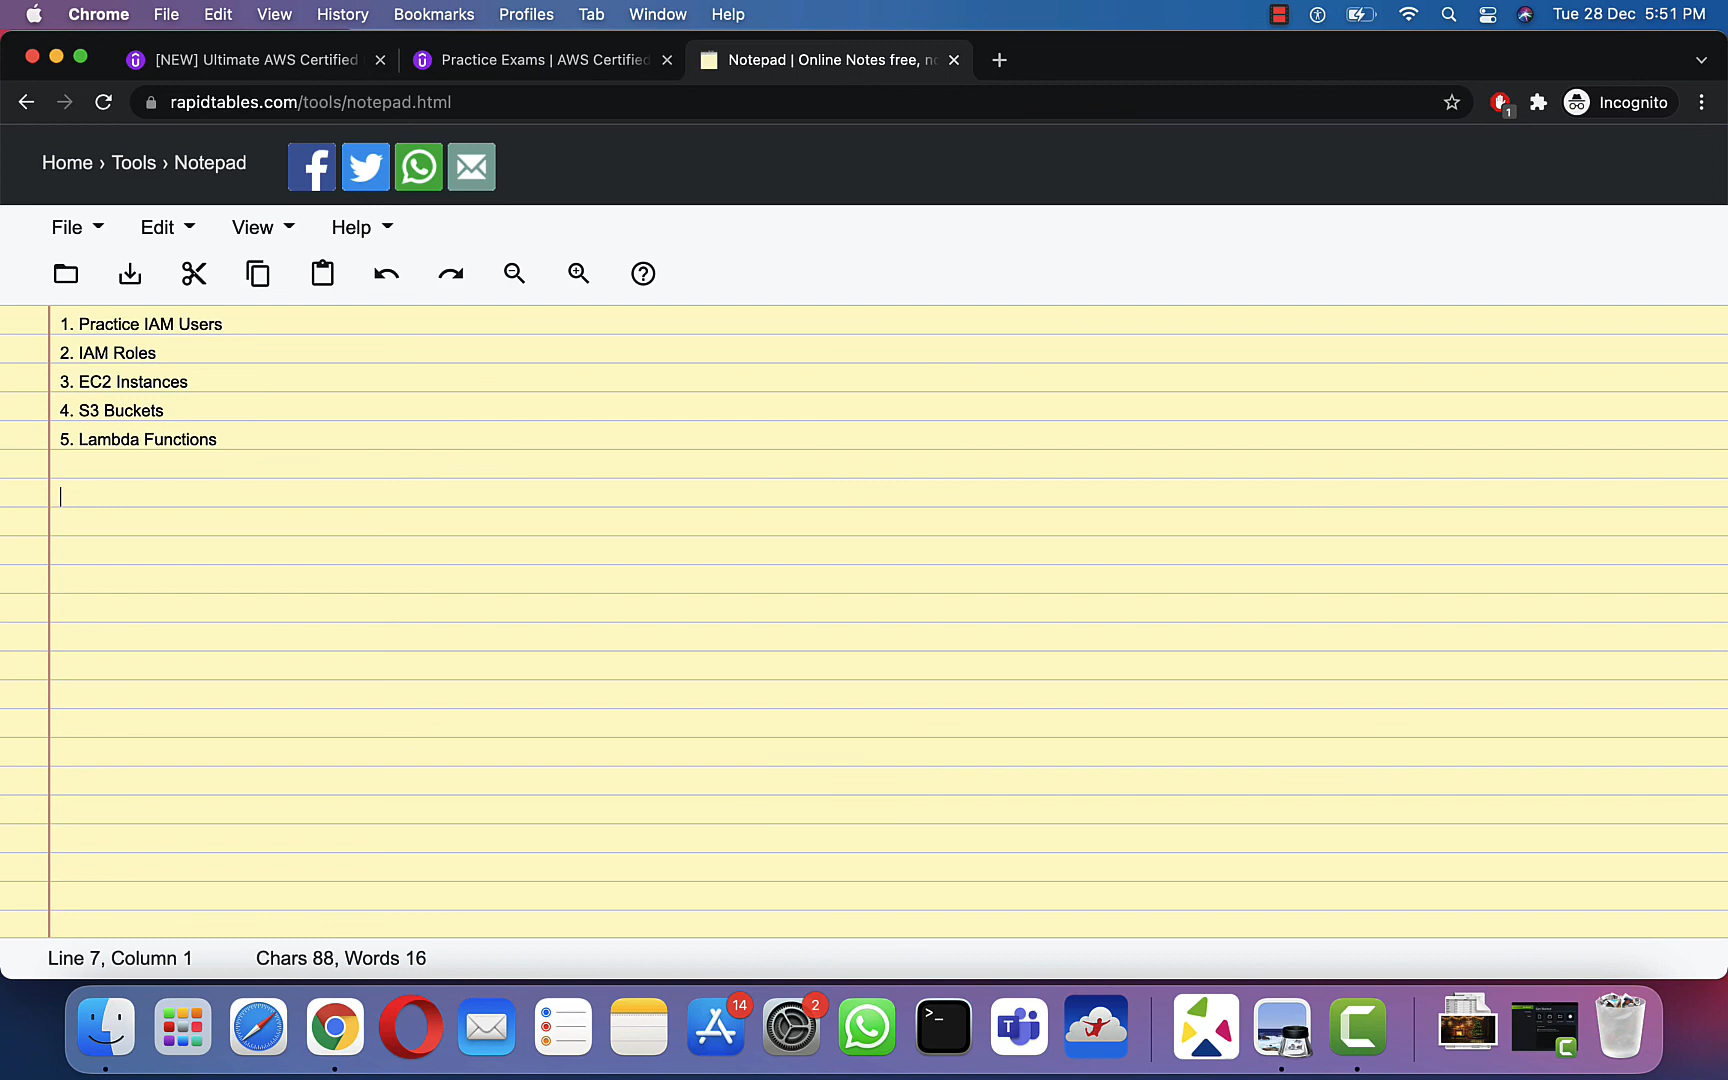 Chrome File Edit View History Bookmarks Profiles Tab Window Help Tue 28 Dec 5:51 PM
[NEW] Ultimate AWS Certified Practice Exams | AWS Certified Notepad | Online Notes free, no
rapidtables.com/tools/notepad.html 1 Incognito
Home › Tools › Notepad
File Edit View Help
1. Practice IAM Users
2. IAM Roles
3. EC2 Instances
4. S3 Buckets
5. Lambda Functions
Line 7, Column 1 Chars 88, Words 16
14 2